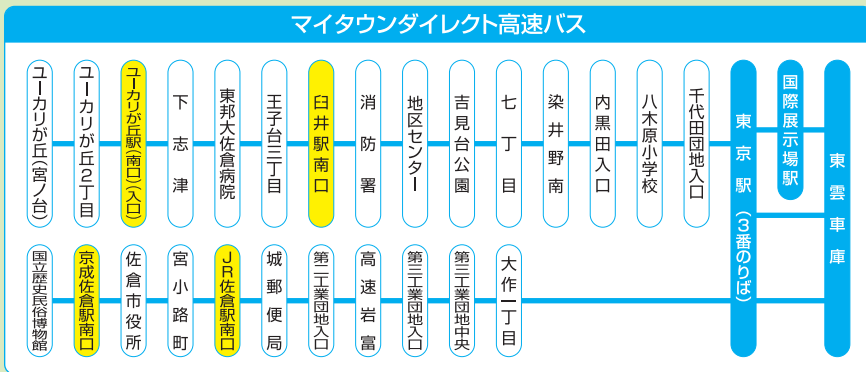 マイタウンダイレクト高速バス
ユーカリが丘(宮ノ台)
ユーカリが丘2丁目
ユーカリが丘駅(南口)(入口)
下志津
東邦大佐倉病院
王子台三丁目
臼井駅南口
消防署
地区センター
吉見台公園
七丁目
染井野南
内黒田入口
八木原小学校
千代田団地入口
東京駅(3番のりば)
国際展示場駅
東雲車庫
国立歴史民俗博物館
京成佐倉駅南口
佐倉市役所
宮小路町
JR佐倉駅南口
城郵便局
第二工業団地入口
高速岩富
第三工業団地入口
第三工業団地中央
大作一丁目